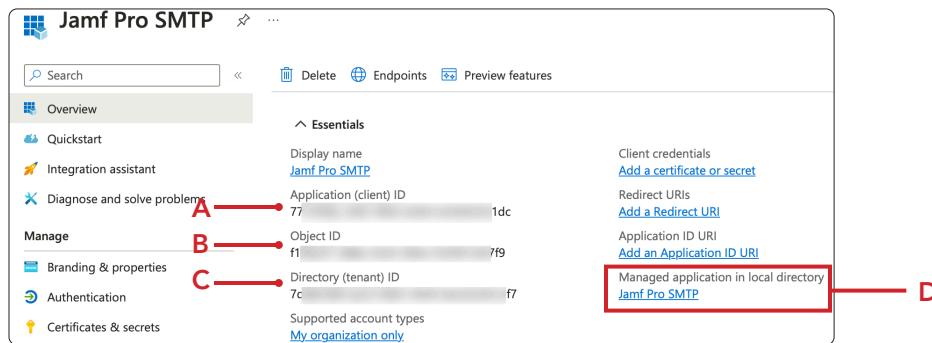 Jamf Pro SMTP
Search
Delete Endpoints Preview features
Overview
Quickstart
Integration assistant
Diagnose and solve problems
Manage
Branding & properties
Authentication
Certificates & secrets
Essentials
Display name
Jamf Pro SMTP
Application (client) ID
77 1dc
Object ID
f1 7f9
Directory (tenant) ID
7c f7
Supported account types
My organization only
Client credentials
Add a certificate or secret
Redirect URIs
Add a Redirect URI
Application ID URI
Add an Application ID URI
Managed application in local directory
Jamf Pro SMTP
A
B
C
D